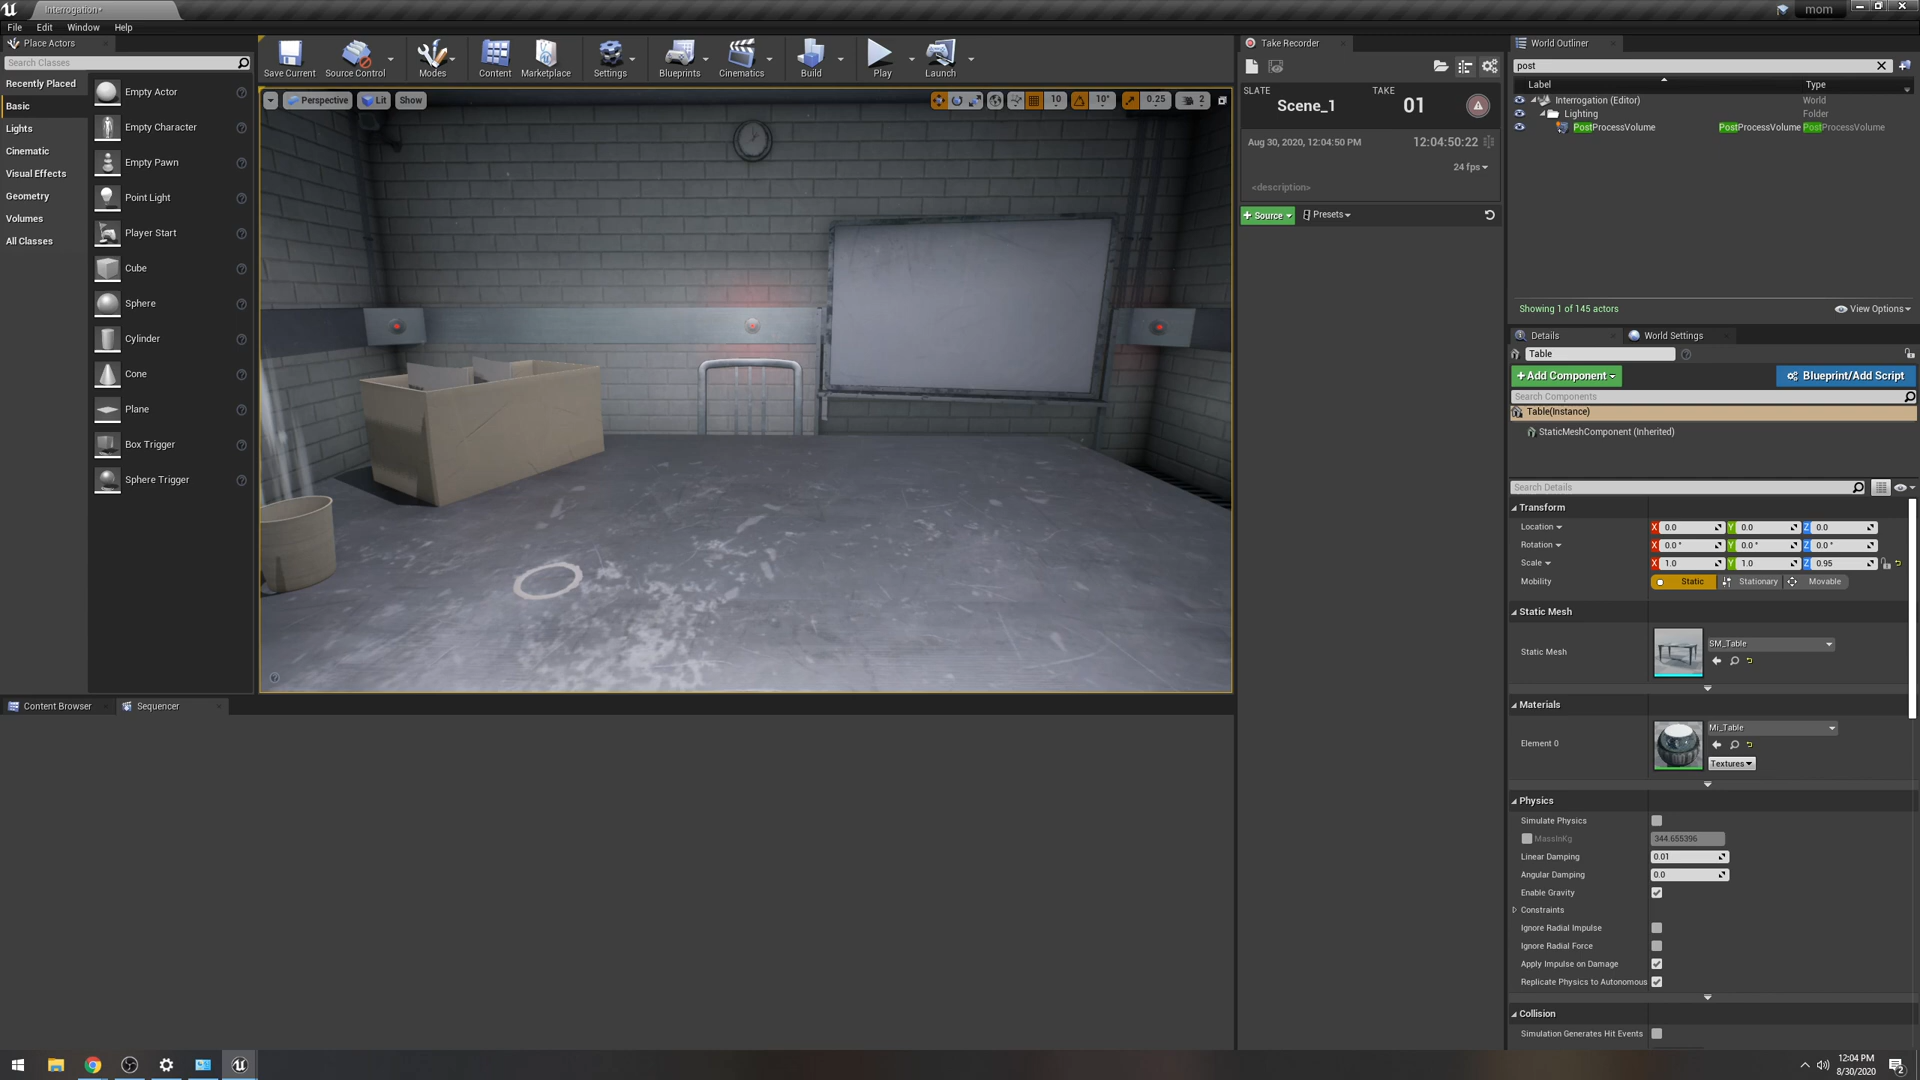 Interrogation*
mom
File Edit Window Help
Place Actors
Search Classes
Recently Placed
Basic
Lights
Cinematic
Visual Effects
Geometry
Volumes
All Classes
Empty Actor
Empty Character
Empty Pawn
Point Light
Player Start
Cube
Sphere
Cylinder
Cone
Plane
Box Trigger
Sphere Trigger
Save Current
Source Control
Modes
Content
Marketplace
Settings
Blueprints
Cinematics
Build
Play
Launch
Perspective
Lit
Show
10
10°
0.25
2
Content Browser
Sequencer
Take Recorder
SLATE
Scene_1
TAKE
01
Aug 30, 2020, 12:04:50 PM
12:04:50:22
24 fps
<description>
+ Source
Presets
World Outliner
post
Label
Type
Interrogation (Editor)
World
Lighting
Folder
PostProcessVolume
PostProcessVolume
PostProcessVolume
Showing 1 of 145 actors
View Options
Details
World Settings
Table
+Add Component
Blueprint/Add Script
Search Components
Table(Instance)
StaticMeshComponent (Inherited)
Search Details
Transform
Location X 0.0 Y 0.0 Z 0.0
Rotation X 0.0 ° Y 0.0 ° Z 0.0 °
Scale X 1.0 Y 1.0 Z 0.95
Mobility Static Stationary Movable
Static Mesh
Static Mesh
SM_Table
Materials
Element 0
Mi_Table
Textures
Physics
Simulate Physics
MassInKg 344.655396
Linear Damping 0.01
Angular Damping 0.0
Enable Gravity
Constraints
Ignore Radial Impulse
Ignore Radial Force
Apply Impulse on Damage
Replicate Physics to Autonomous
Collision
Simulation Generates Hit Events
12:04 PM
8/30/2020
2